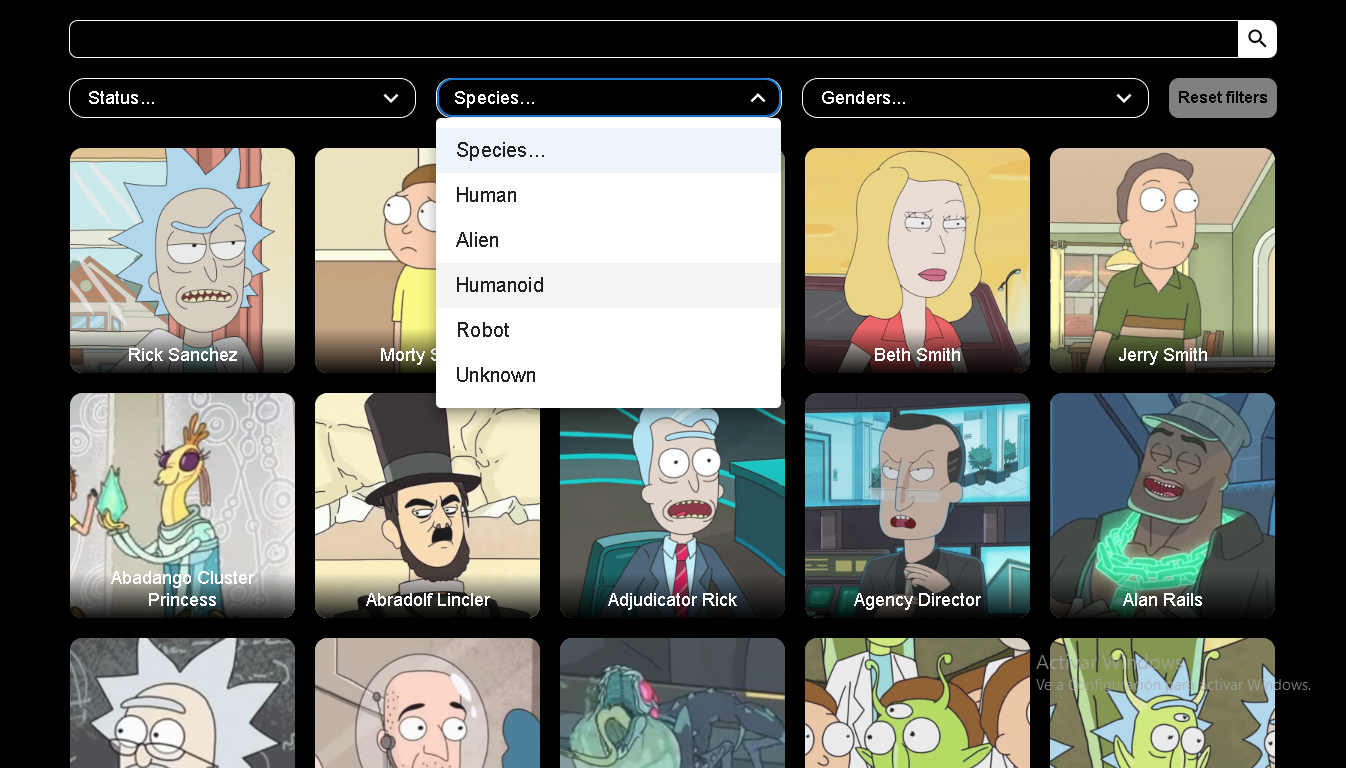 Status...
Species...
Genders...
Reset filters
Species...
Human
Alien
Humanoid
Robot
Unknown
Rick Sanchez
Morty S
Beth Smith
Jerry Smith
Abadango Cluster
Princess
Abradolf Lincler
Adjudicator Rick
Agency Director
Alan Rails
Activar Windows
Ve a Configuración para activar Windows.